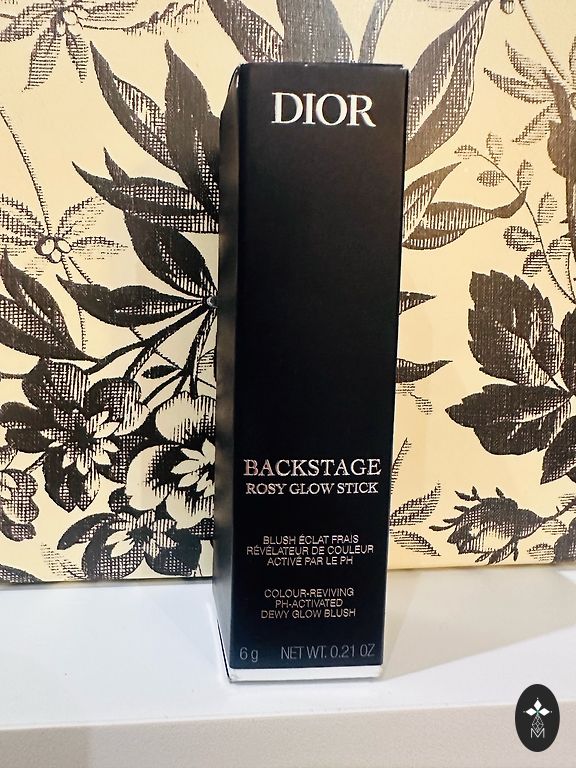 DIOR
BACKSTAGE
ROSY GLOW STICK
BLUSH ÉCLAT FRAIS
RÉVÉLATEUR DE COULEUR
ACTIVÉ PAR LE PH
COLOUR-REVIVING
PH-ACTIVATED
DEWY GLOW BLUSH
6 g NET WT. 0.21 OZ
M